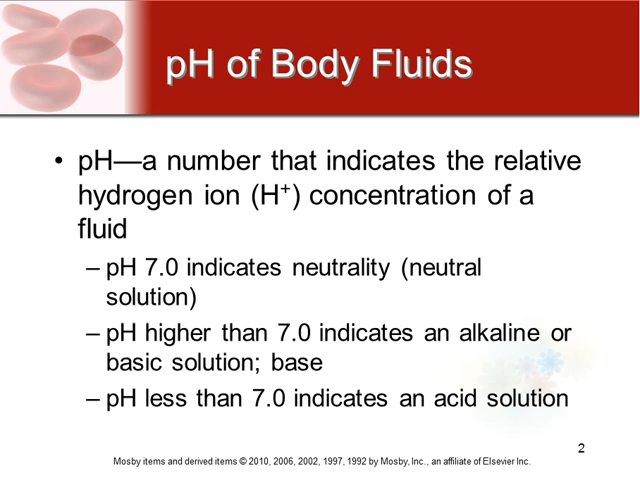 pH of Body Fluids
• pH—a number that indicates the relative
hydrogen ion (H⁺) concentration of a
fluid
– pH 7.0 indicates neutrality (neutral
solution)
– pH higher than 7.0 indicates an alkaline or
basic solution; base
– pH less than 7.0 indicates an acid solution
2
Mosby items and derived items © 2010, 2006, 2002, 1997, 1992 by Mosby, Inc., an affiliate of Elsevier Inc.